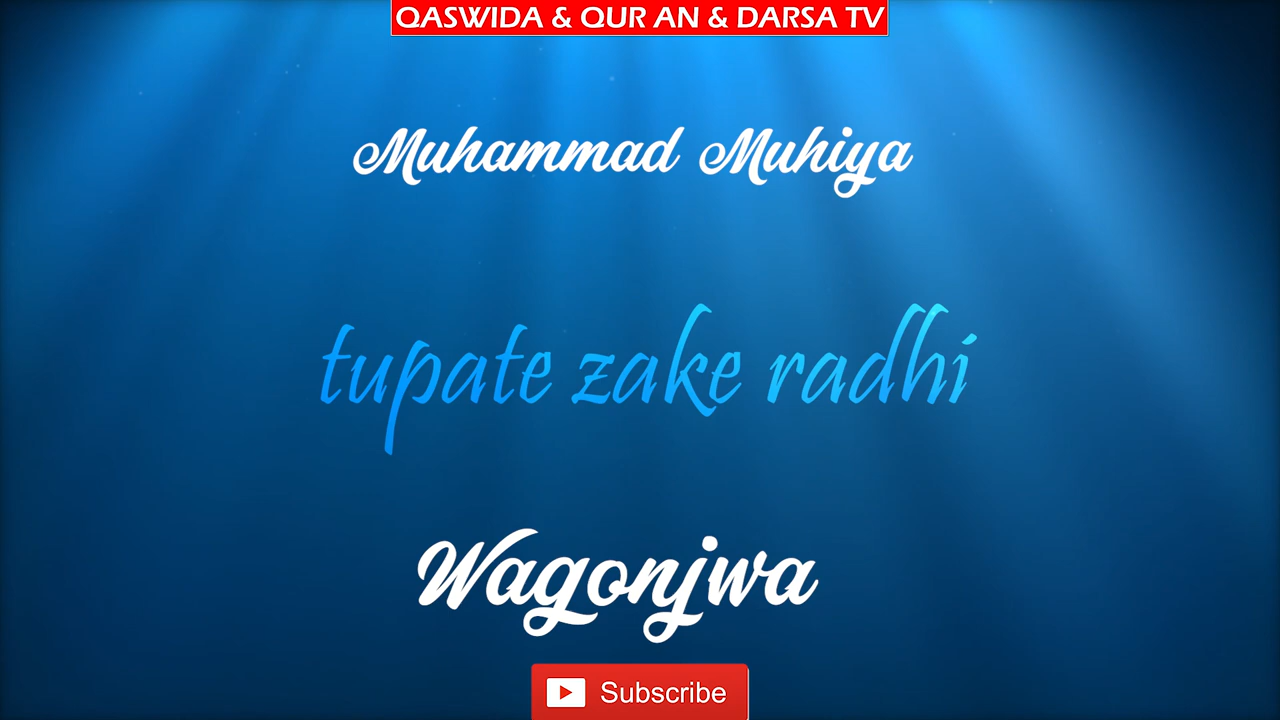 QASWIDA & QUR AN & DARSA TV
Muhammad Muhiya
tupate zake radhi
Wagonjwa
Subscribe